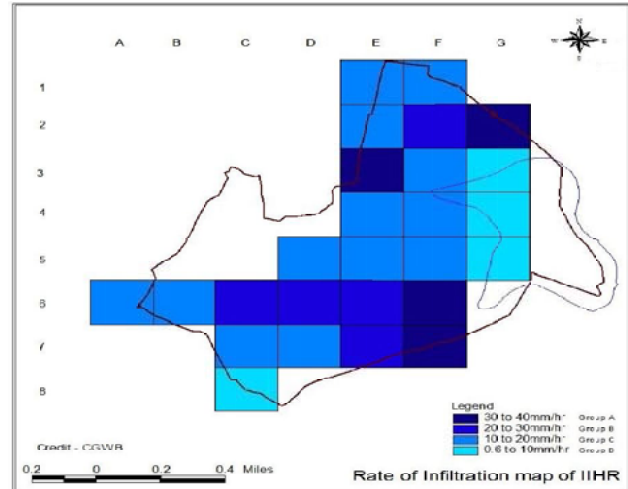 A B C D E F G
1
2
3
4
5
6
7
8
Legend
30 to 40mm/hr Group A
20 to 30mm/hr Group B
10 to 20mm/hr Group C
0.6 to 10mm/hr Group D
Credit - CGWB
0.2 0 0.2 0.4 Miles
Rate of Infiltration map of IIHR